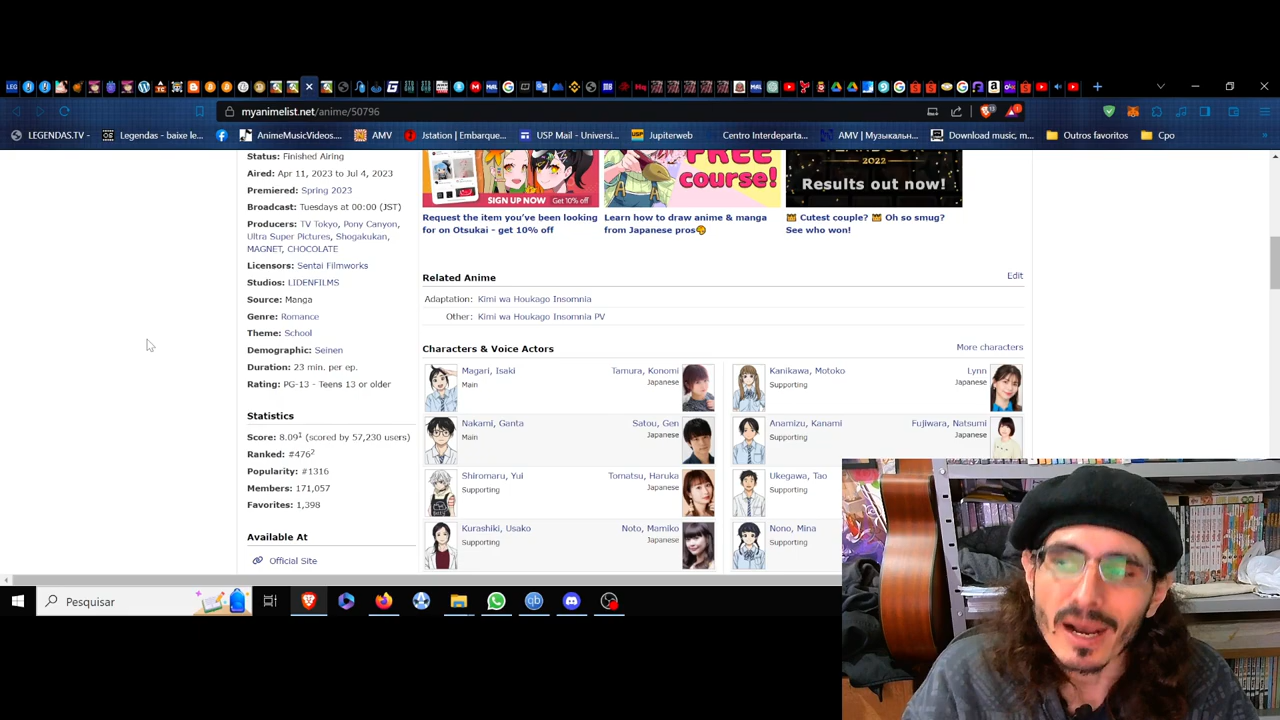 myanimelist.net/anime/50796
LEGENDAS.TV -
Legendas - baixe le...
AnimeMusicVideos....
AMV
Jstation | Embarque...
USP Mail - Universi...
Jupiterweb
Centro Interdeparta...
AMV | Музыкальн...
Download music, m...
Outros favoritos
Cpo
Status: Finished Airing
Aired: Apr 11, 2023 to Jul 4, 2023
Premiered: Spring 2023
Broadcast: Tuesdays at 00:00 (JST)
Producers: TV Tokyo, Pony Canyon,
Ultra Super Pictures, Shogakukan,
MAGNET, CHOCOLATE
Licensors: Sentai Filmworks
Studios: LIDENFILMS
Source: Manga
Genre: Romance
Theme: School
Demographic: Seinen
Duration: 23 min. per ep.
Rating: PG-13 - Teens 13 or older
Statistics
Score: 8.09¹ (scored by 57,230 users)
Ranked: #476²
Popularity: #1316
Members: 171,057
Favorites: 1,398
Available At
Official Site
SIGN UP NOW Get 10% off
FREE
course!
2022
Results out now!
Request the item you've been looking
for on Otsukai - get 10% off
Learn how to draw anime & manga
from Japanese pros
Cutest couple? Oh so smug?
See who won!
Related Anime
Edit
Adaptation: Kimi wa Houkago Insomnia
Other: Kimi wa Houkago Insomnia PV
Characters & Voice Actors
More characters
Magari, Isaki
Main
Tamura, Konomi
Japanese
Kanikawa, Motoko
Supporting
Lynn
Japanese
Nakami, Ganta
Main
Satou, Gen
Japanese
Anamizu, Kanami
Supporting
Fujiwara, Natsumi
Japanese
Shiromaru, Yui
Supporting
Tomatsu, Haruka
Japanese
Ukegawa, Tao
Supporting
Kurashiki, Usako
Supporting
Noto, Mamiko
Japanese
Nono, Mina
Supporting
Pesquisar